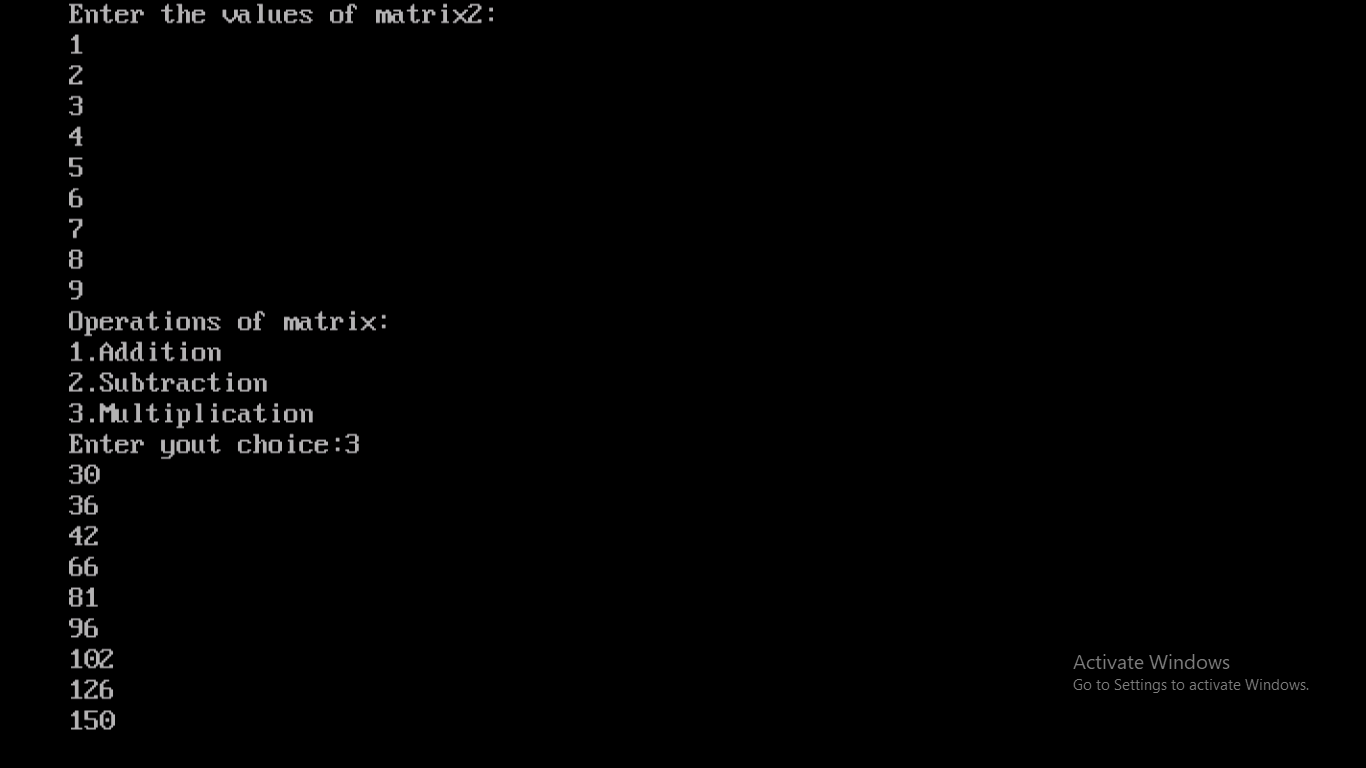 Enter the values of matrix2:
1
2
3
4
5
6
7
8
9
Operations of matrix:
1.Addition
2.Subtraction
3.Multiplication
Enter yout choice:3
30
36
42
66
81
96
102
126
150
Activate Windows
Go to Settings to activate Windows.